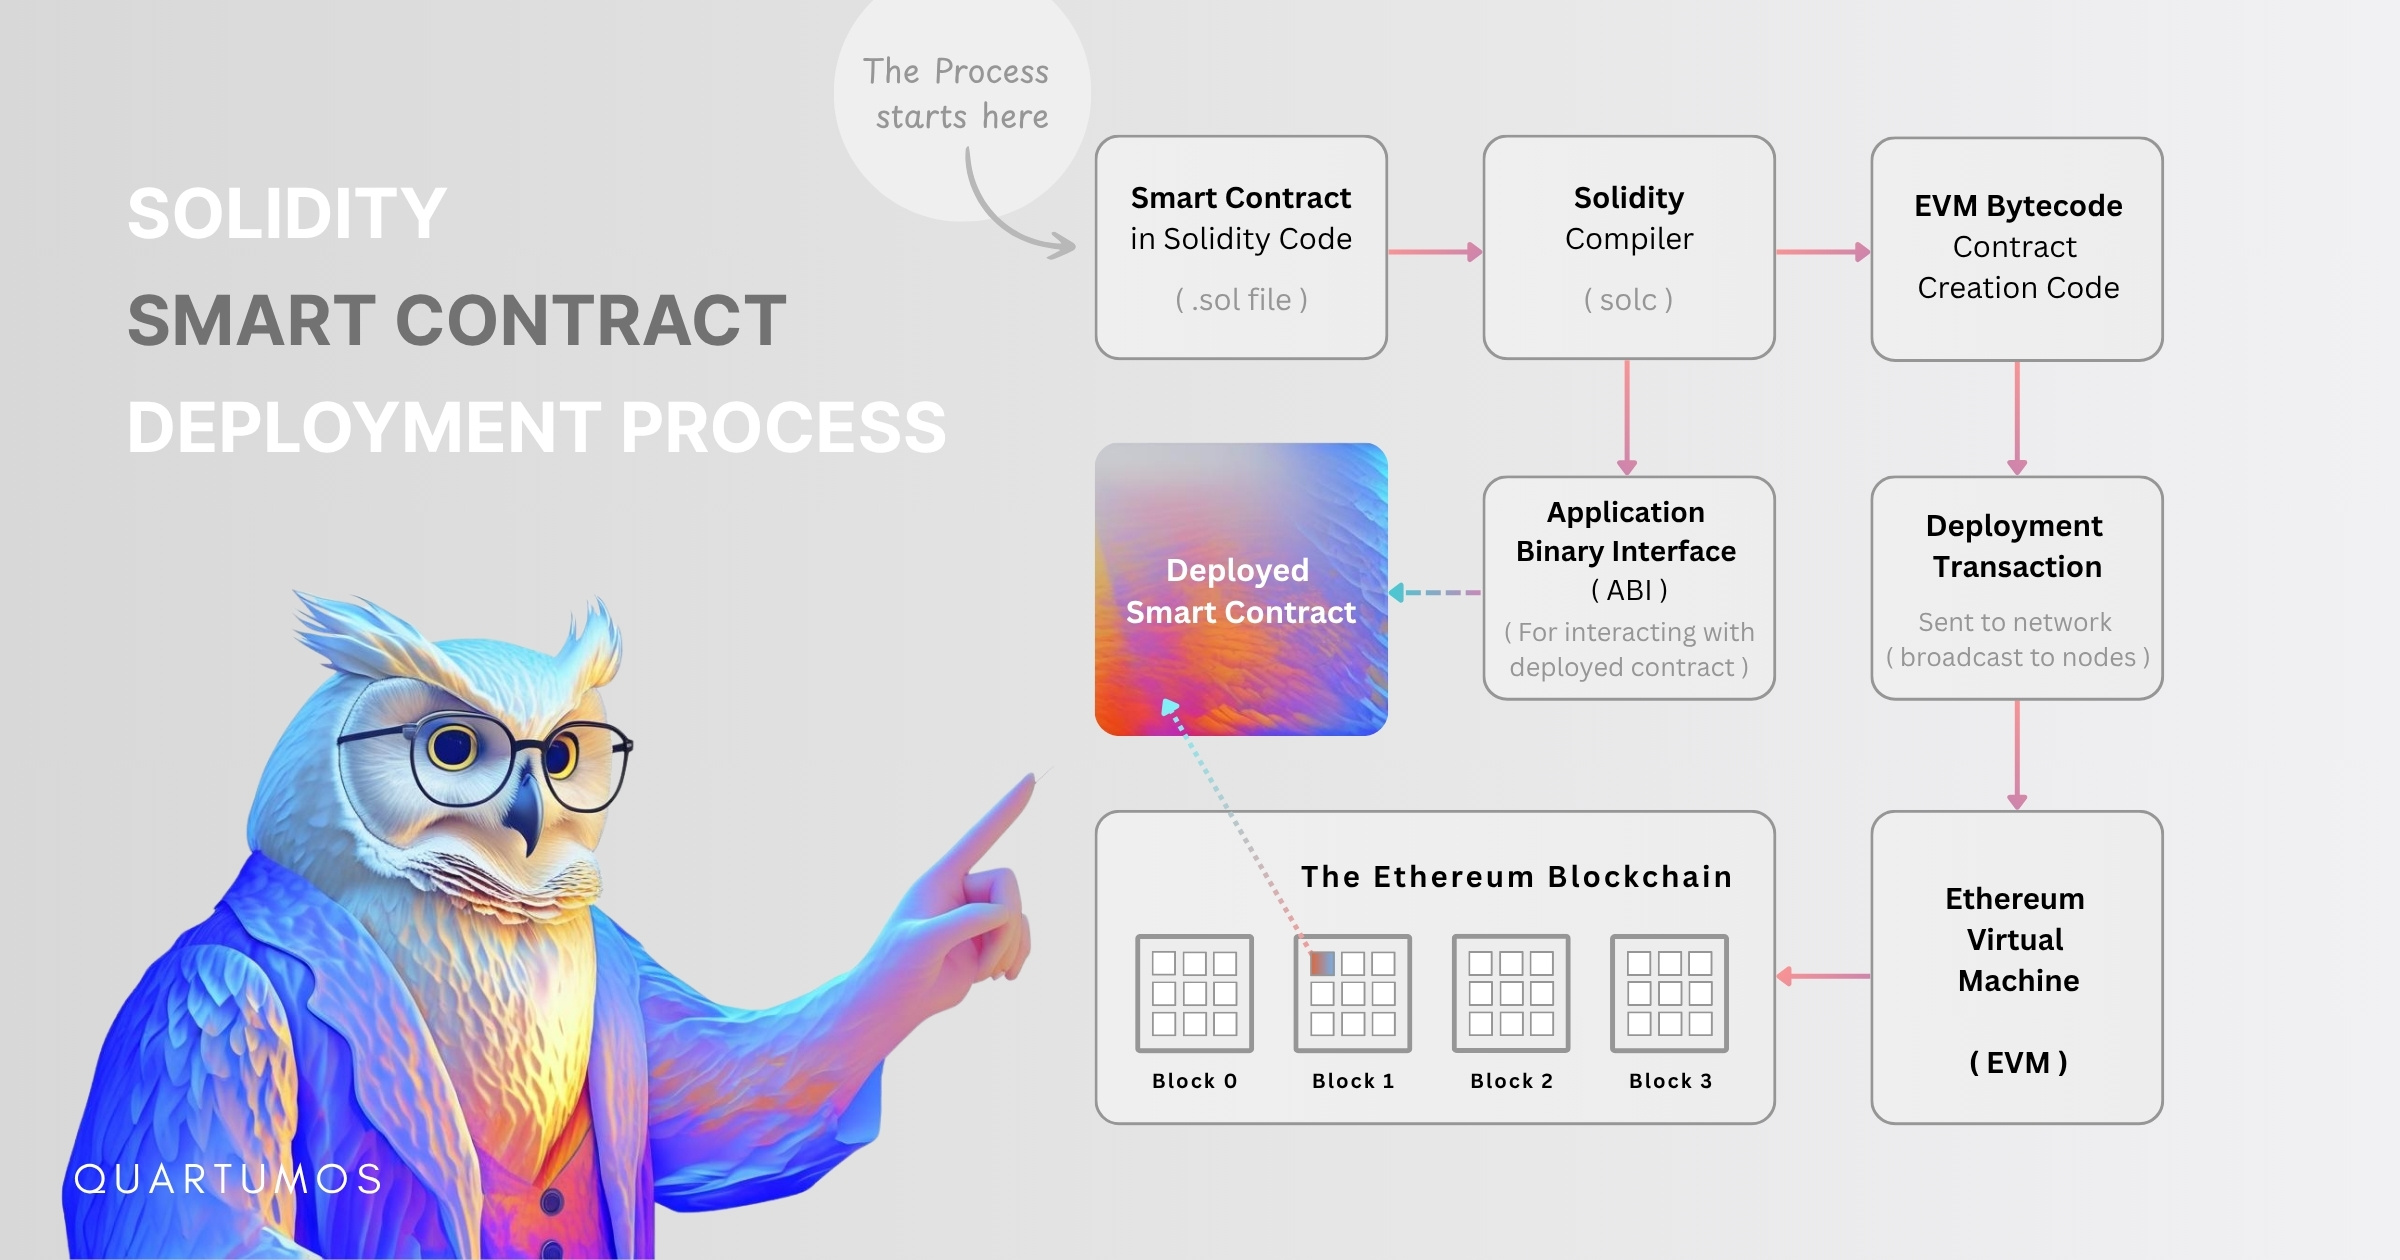 The Process
starts here
SOLIDITY
SMART CONTRACT
DEPLOYMENT PROCESS
Smart Contract
in Solidity Code
( .sol file )
Solidity
Compiler
( solc )
EVM Bytecode
Contract
Creation Code
Deployed
Smart Contract
Application
Binary Interface
( ABI )
( For interacting with
deployed contract )
Deployment
Transaction
Sent to network
( broadcast to nodes )
The Ethereum Blockchain
Block 0
Block 1
Block 2
Block 3
Ethereum
Virtual
Machine
( EVM )
QUARTUMOS